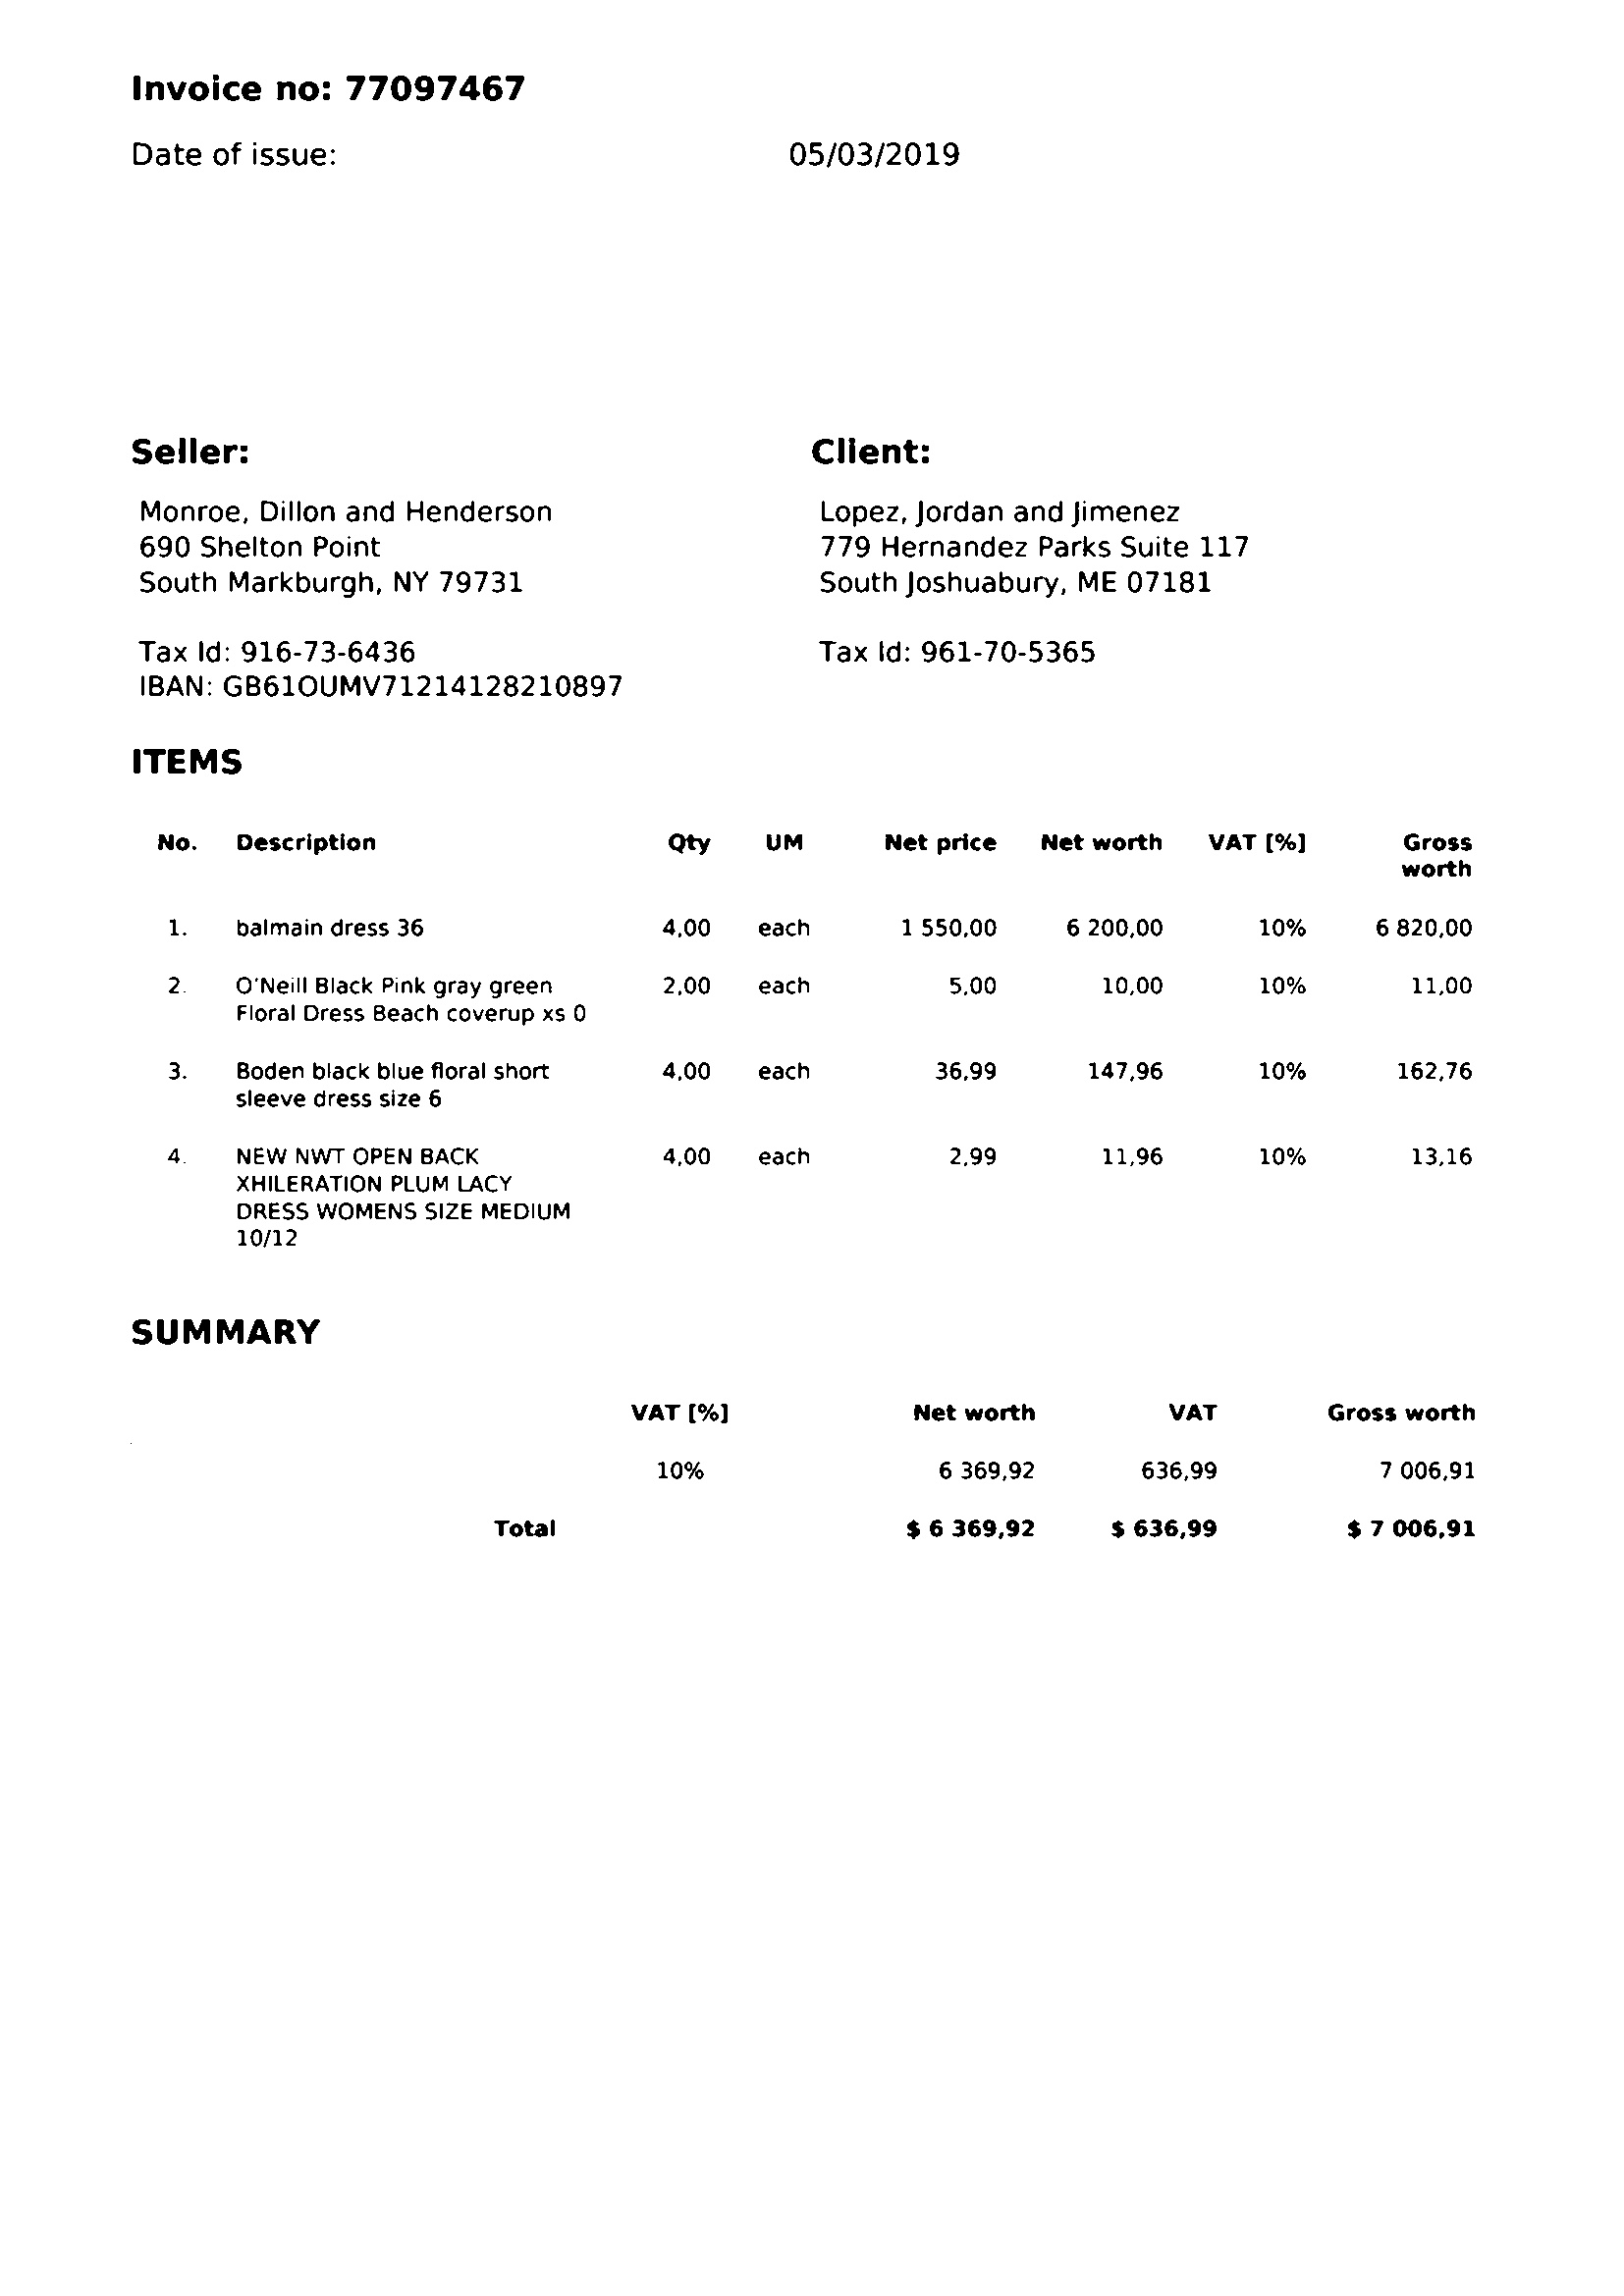 Invoice no: 77097467
Date of issue: 05/03/2019
Seller: Client:
Monroe, Dillon and Henderson Lopez, Jordan and Jimenez
690 Shelton Point 779 Hernandez Parks Suite 117
South Markburgh, NY 79731 South Joshuabury, ME 07181
Tax Id: 916-73-6436 Tax Id: 961-70-5365
IBAN: GB61OUMV71214128210897
ITEMS
No. Description Qty UM Net price Net worth VAT [%] Gross
worth
1. balmain dress 36 4,00 each 1 550,00 6 200,00 10% 6 820,00
2. O'Neill Black Pink gray green 2,00 each 5,00 10,00 10% 11,00
Floral Dress Beach coverup xs 0
3. Boden black blue floral short 4,00 each 36,99 147,96 10% 162,76
sleeve dress size 6
4. NEW NWT OPEN BACK 4,00 each 2,99 11,96 10% 13,16
XHILERATION PLUM LACY
DRESS WOMENS SIZE MEDIUM
10/12
SUMMARY
VAT [%] Net worth VAT Gross worth
10% 6 369,92 636,99 7 006,91
Total $ 6 369,92 $ 636,99 $ 7 006,91